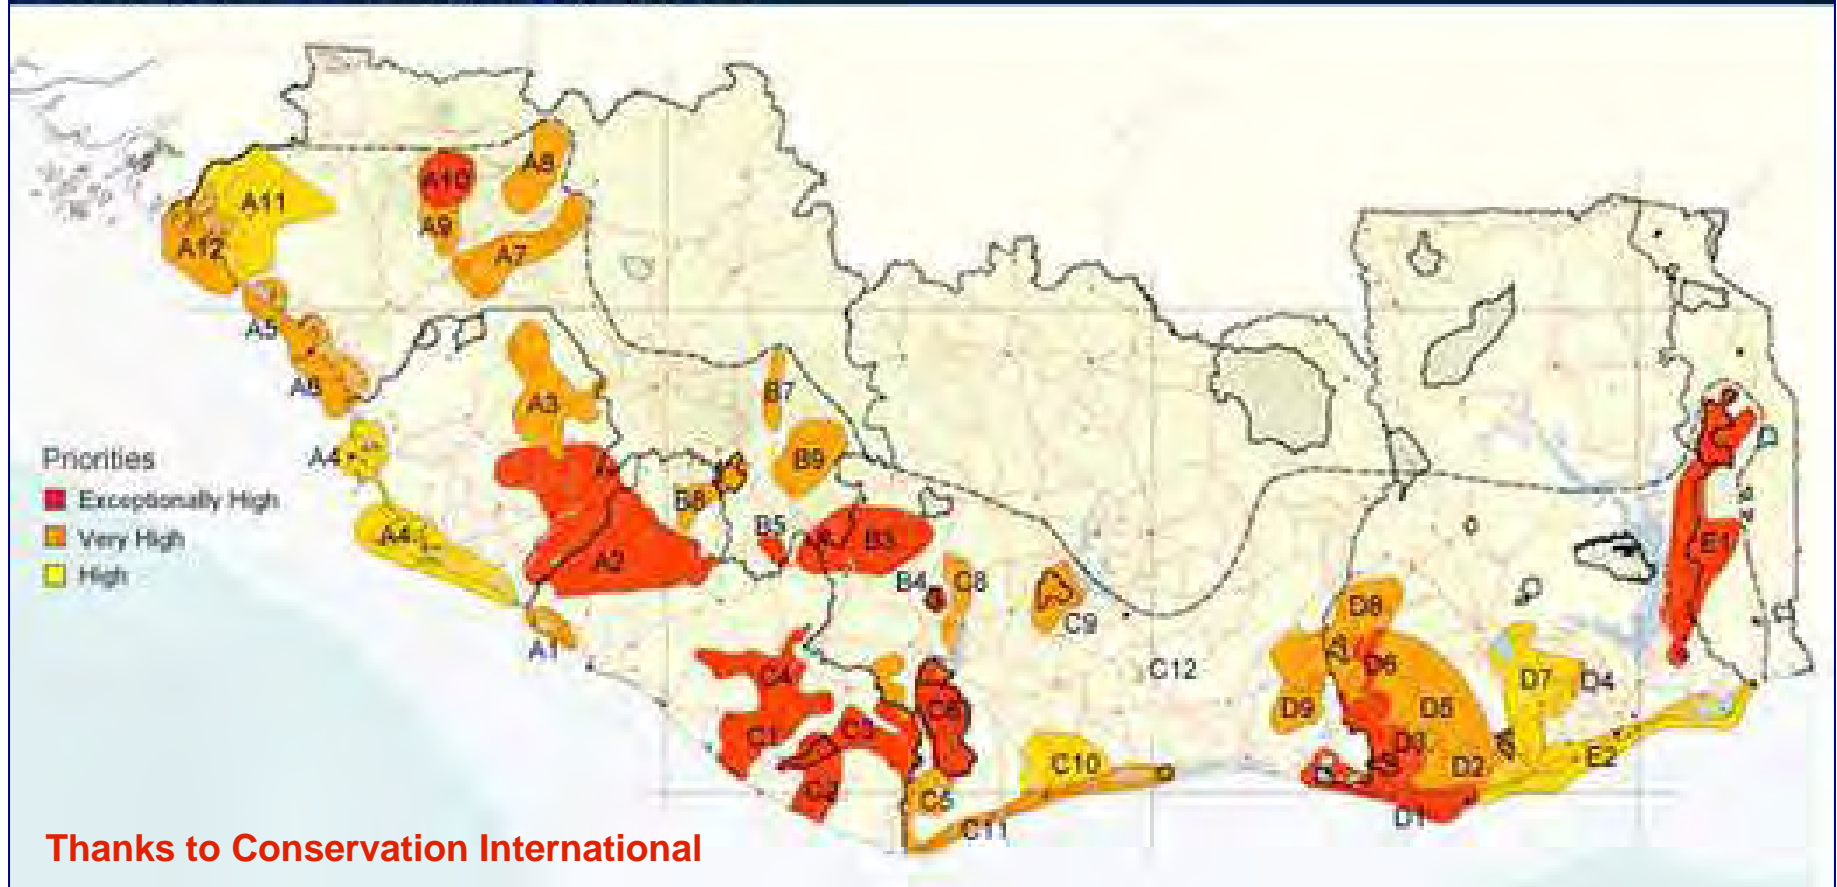 A8
A10
A11
A9
A12
A7
A5
A6
B7
A3
A4
B9
Priorities
Exceptionally High
Very High
High
A4
B5
B3
A2
E1
B4
C8
C9
D8
A1
C12
C4
D6
D7
D4
D9
D5
C1
C3
D3
D2
E2
C10
C5
D1
C11
Thanks to Conservation International